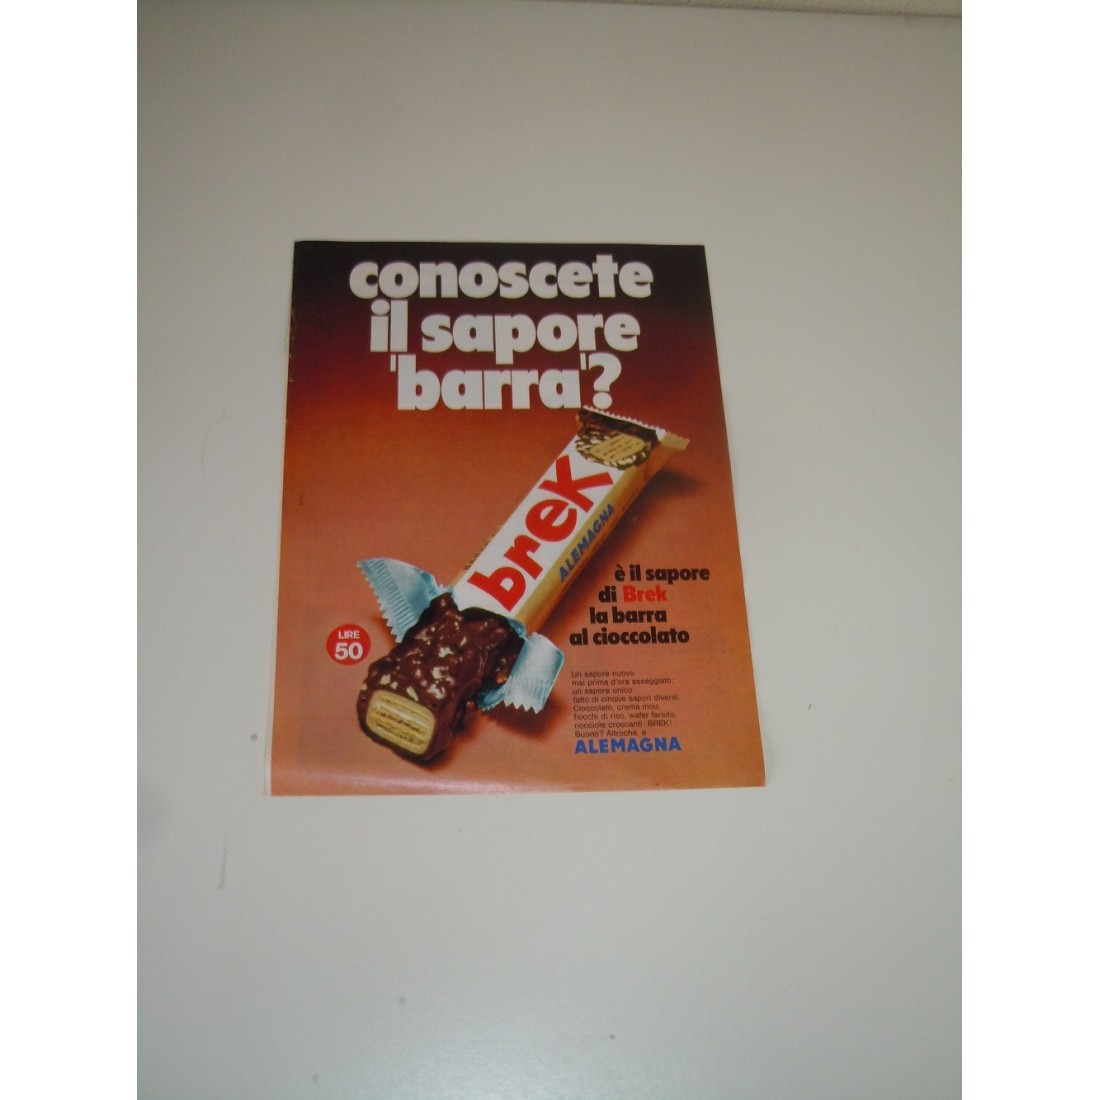 conoscete
il sapore
'barra'?
brek
ALEMAGNA
è il sapore
di Brek
la barra
al cioccolato
LIRE
50
Un sapore nuovo
mai prima d'ora assaggiato:
un sapore unico
fatto di cinque sapori diversi.
Cioccolato, crema mou,
fiocchi di riso, wafer farcito,
nocciole croccanti. BREK!
Buono? Altroché, è
ALEMAGNA